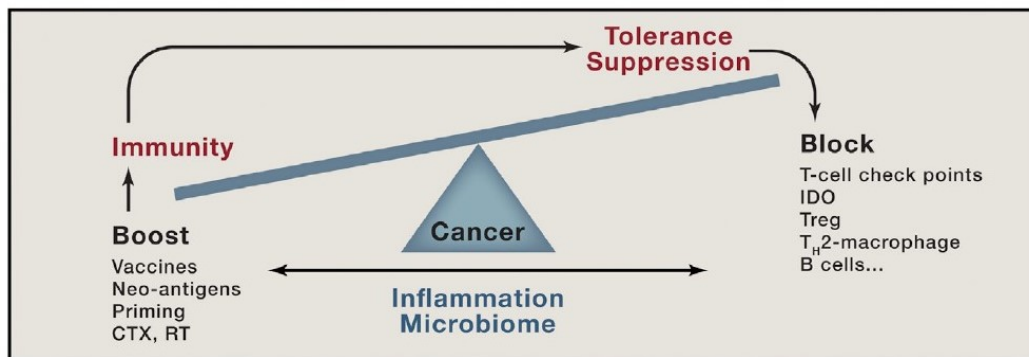 Tolerance
Suppression
Immunity
Block
T-cell check points
IDO
Treg
T_H2-macrophage
B cells...
Cancer
Boost
Vaccines
Neo-antigens
Priming
CTX, RT
Inflammation
Microbiome